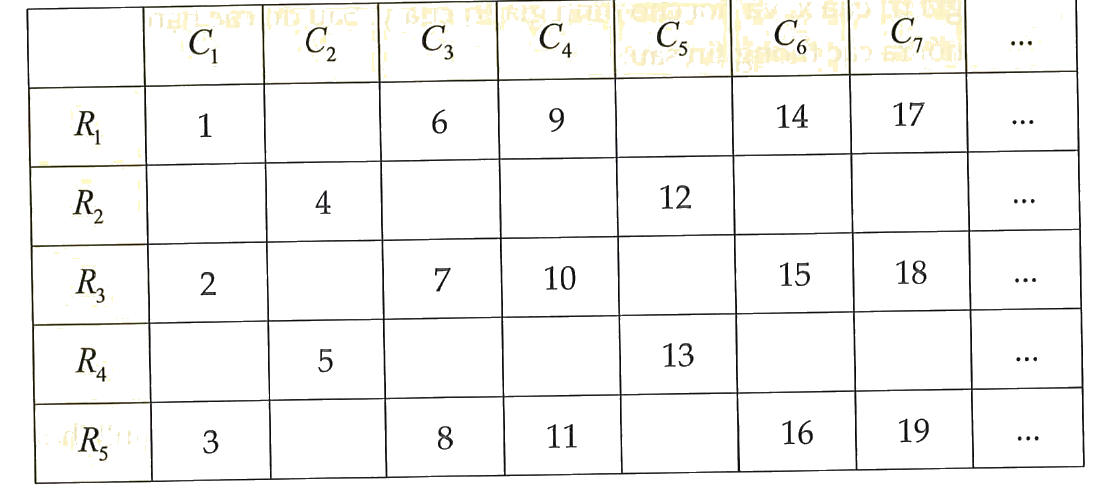 C₁ C₂ C₃ C₄ C₅ C₆ C₇ ...
R₁ 1 6 9 14 17 ...
R₂ 4 12 ...
R₃ 2 7 10 15 18 ...
R₄ 5 13 ...
R₅ 3 8 11 16 19 ...